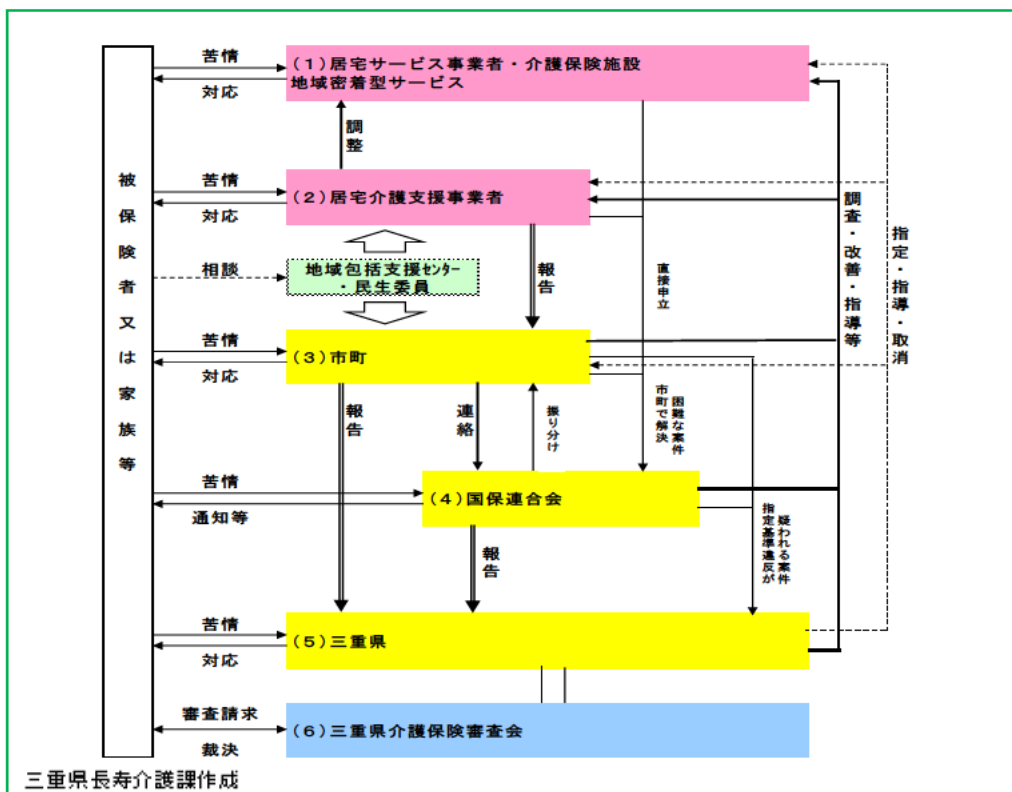 被保険者又は家族等
苦情
対応
(1)居宅サービス事業者・介護保険施設
地域密着型サービス
調整
苦情
対応
(2)居宅介護支援事業者
相談
地域包括支援ｾﾝﾀｰ
・民生委員
報告
直接申立
調査・改善・指導等
指定・指導・取消
苦情
対応
(3)市町
報告
連絡
振り分け
困難な案件
市町で解決
苦情
通知等
(4)国保連合会
報告
疑われる案件
指定基準違反が
苦情
対応
(5)三重県
審査請求
裁決
(6)三重県介護保険審査会
三重県長寿介護課作成